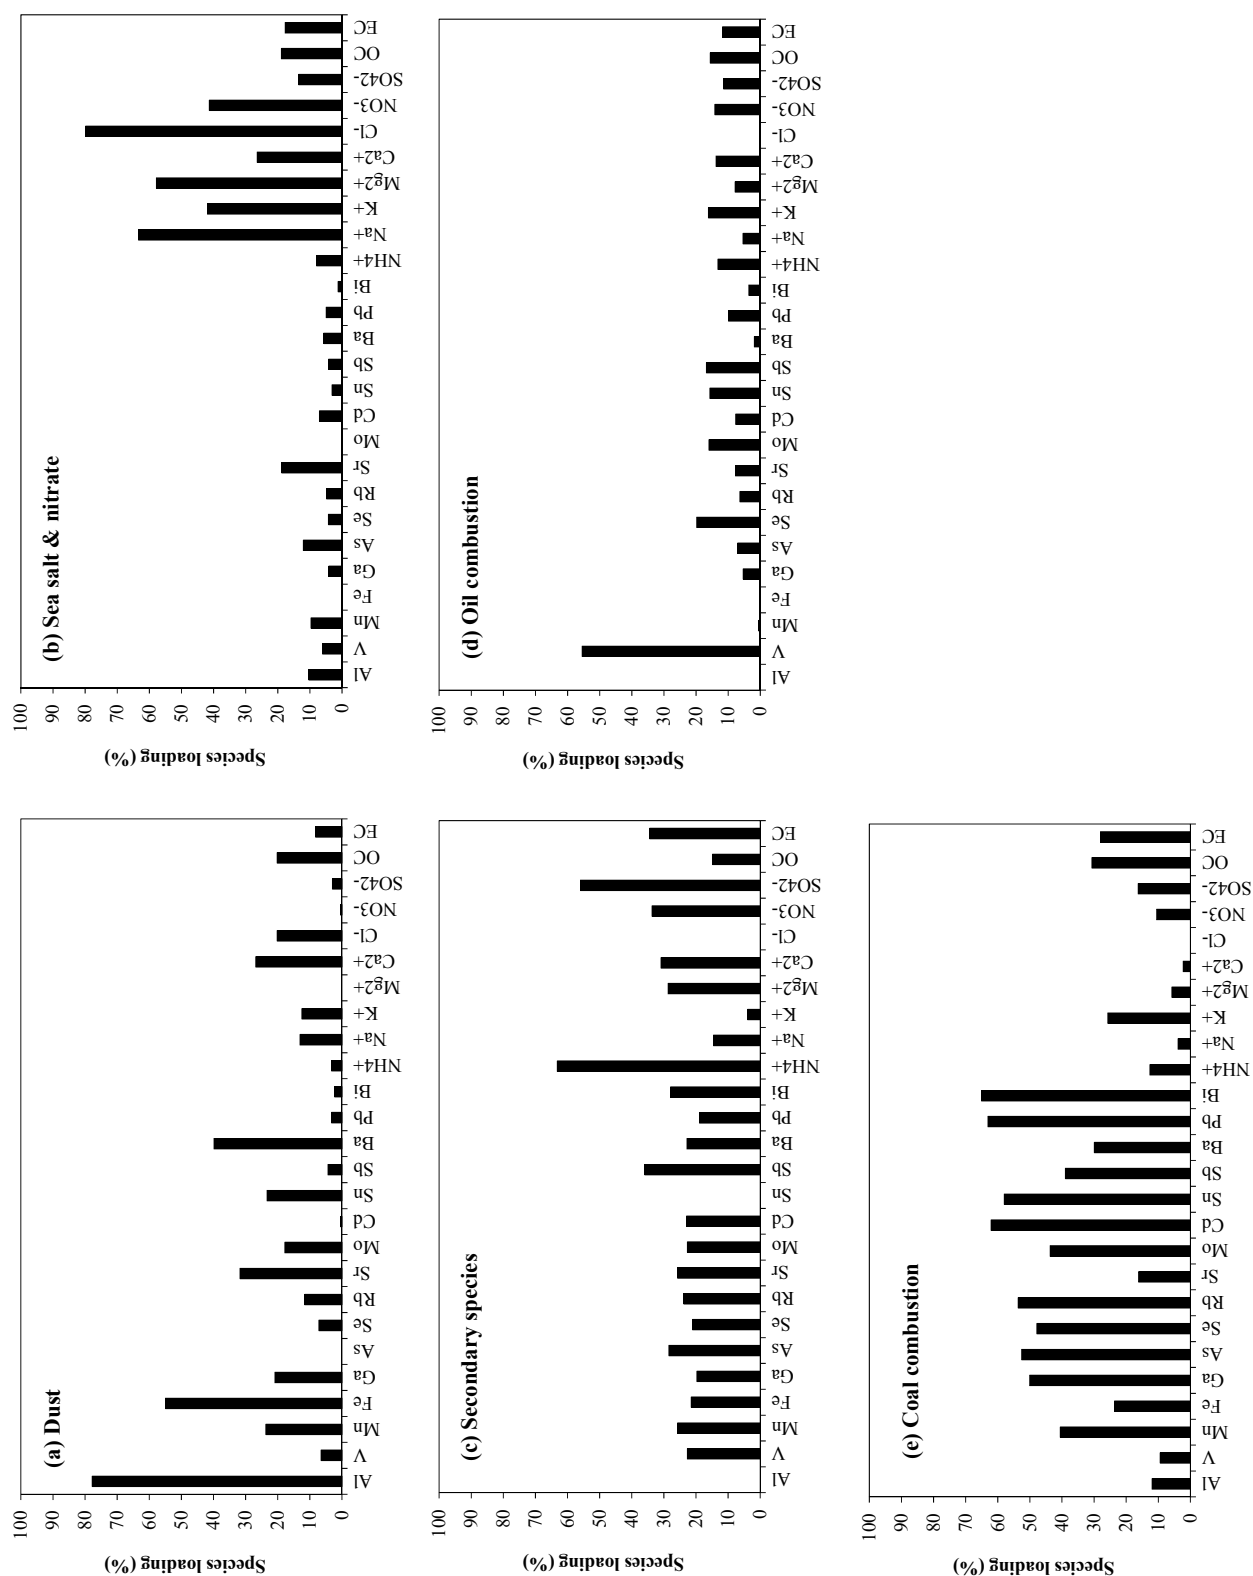 (a) Dust
Species loading (%)
100
90
80
70
60
50
40
30
20
10
0
Al
V
Mn
Fe
Ga
As
Se
Rb
Sr
Mo
Cd
Sn
Sb
Ba
Pb
Bi
NH4+
Na+
K+
Mg2+
Ca2+
Cl-
NO3-
SO42-
OC
EC
(b) Sea salt & nitrate
Species loading (%)
100
90
80
70
60
50
40
30
20
10
0
Al
V
Mn
Fe
Ga
As
Se
Rb
Sr
Mo
Cd
Sn
Sb
Ba
Pb
Bi
NH4+
Na+
K+
Mg2+
Ca2+
Cl-
NO3-
SO42-
OC
EC
(c) Secondary species
Species loading (%)
100
90
80
70
60
50
40
30
20
10
0
Al
V
Mn
Fe
Ga
As
Se
Rb
Sr
Mo
Cd
Sn
Sb
Ba
Pb
Bi
NH4+
Na+
K+
Mg2+
Ca2+
Cl-
NO3-
SO42-
OC
EC
(d) Oil combustion
Species loading (%)
100
90
80
70
60
50
40
30
20
10
0
Al
V
Mn
Fe
Ga
As
Se
Rb
Sr
Mo
Cd
Sn
Sb
Ba
Pb
Bi
NH4+
Na+
K+
Mg2+
Ca2+
Cl-
NO3-
SO42-
OC
EC
(e) Coal combustion
Species loading (%)
100
90
80
70
60
50
40
30
20
10
0
Al
V
Mn
Fe
Ga
As
Se
Rb
Sr
Mo
Cd
Sn
Sb
Ba
Pb
Bi
NH4+
Na+
K+
Mg2+
Ca2+
Cl-
NO3-
SO42-
OC
EC